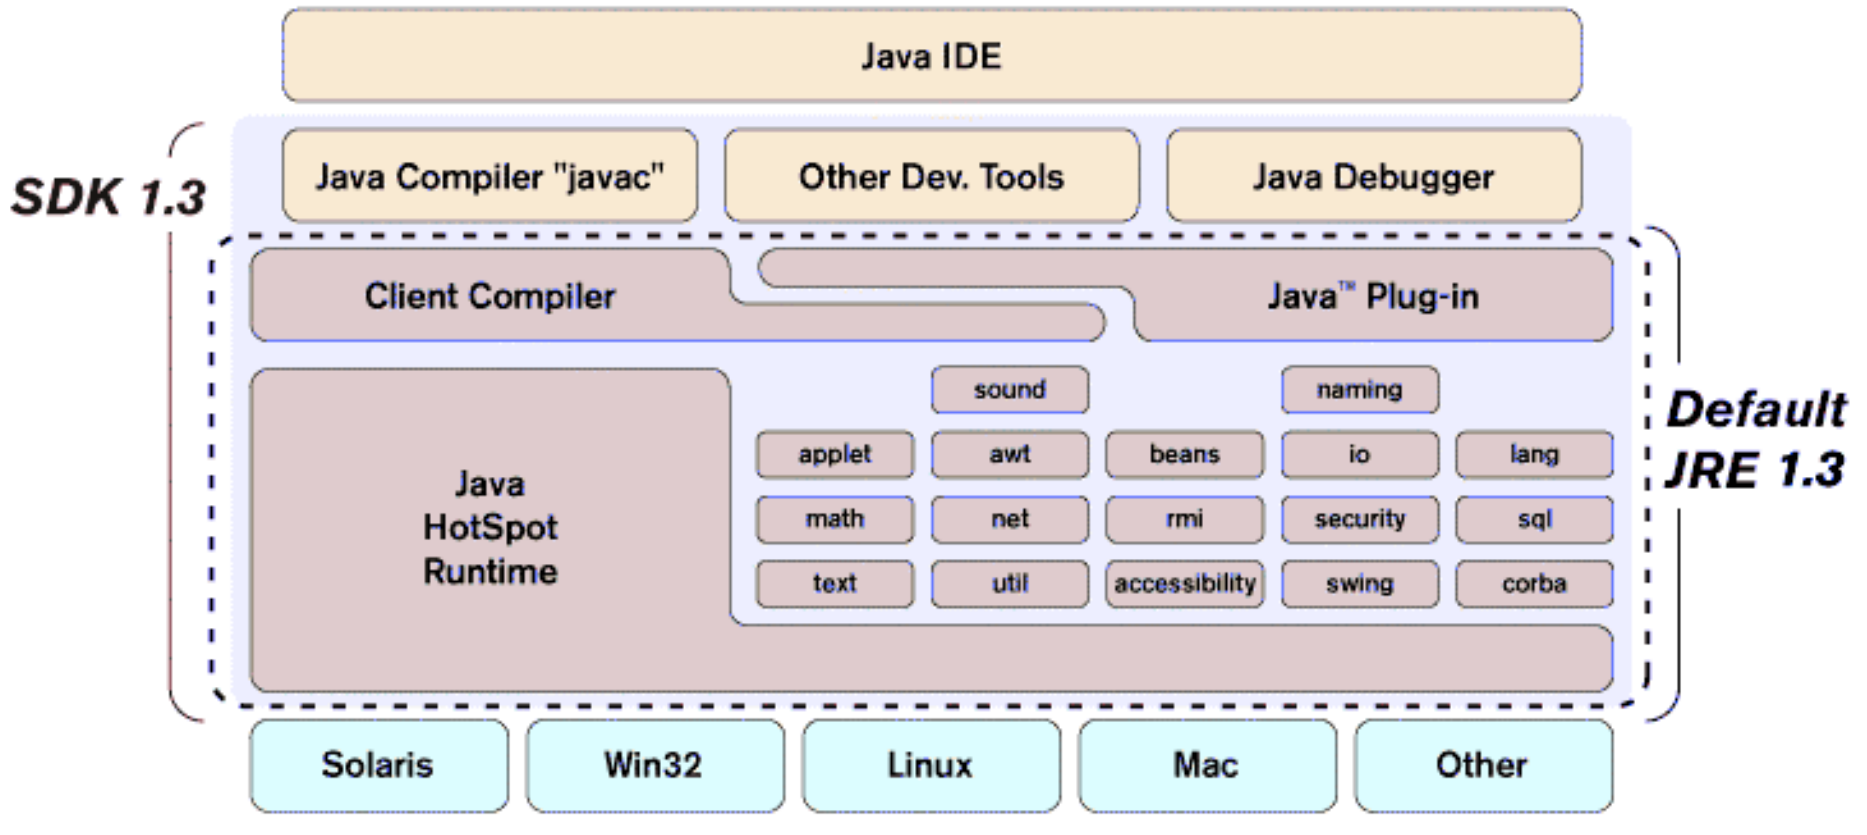 Java IDE
SDK 1.3
Java Compiler "javac"
Other Dev. Tools
Java Debugger
Client Compiler
Java™ Plug-in
Default
JRE 1.3
Java
HotSpot
Runtime
sound
naming
applet
awt
beans
io
lang
math
net
rmi
security
sql
text
util
accessibility
swing
corba
Solaris
Win32
Linux
Mac
Other